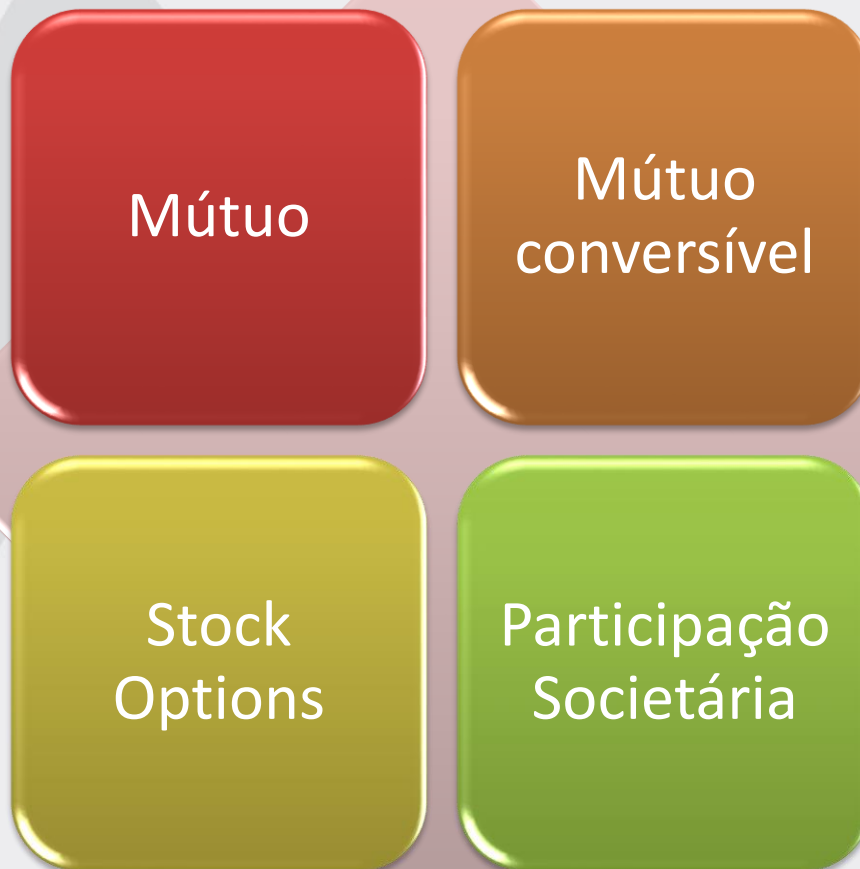 Mútuo
Mútuo
conversível
Stock
Options
Participação
Societária